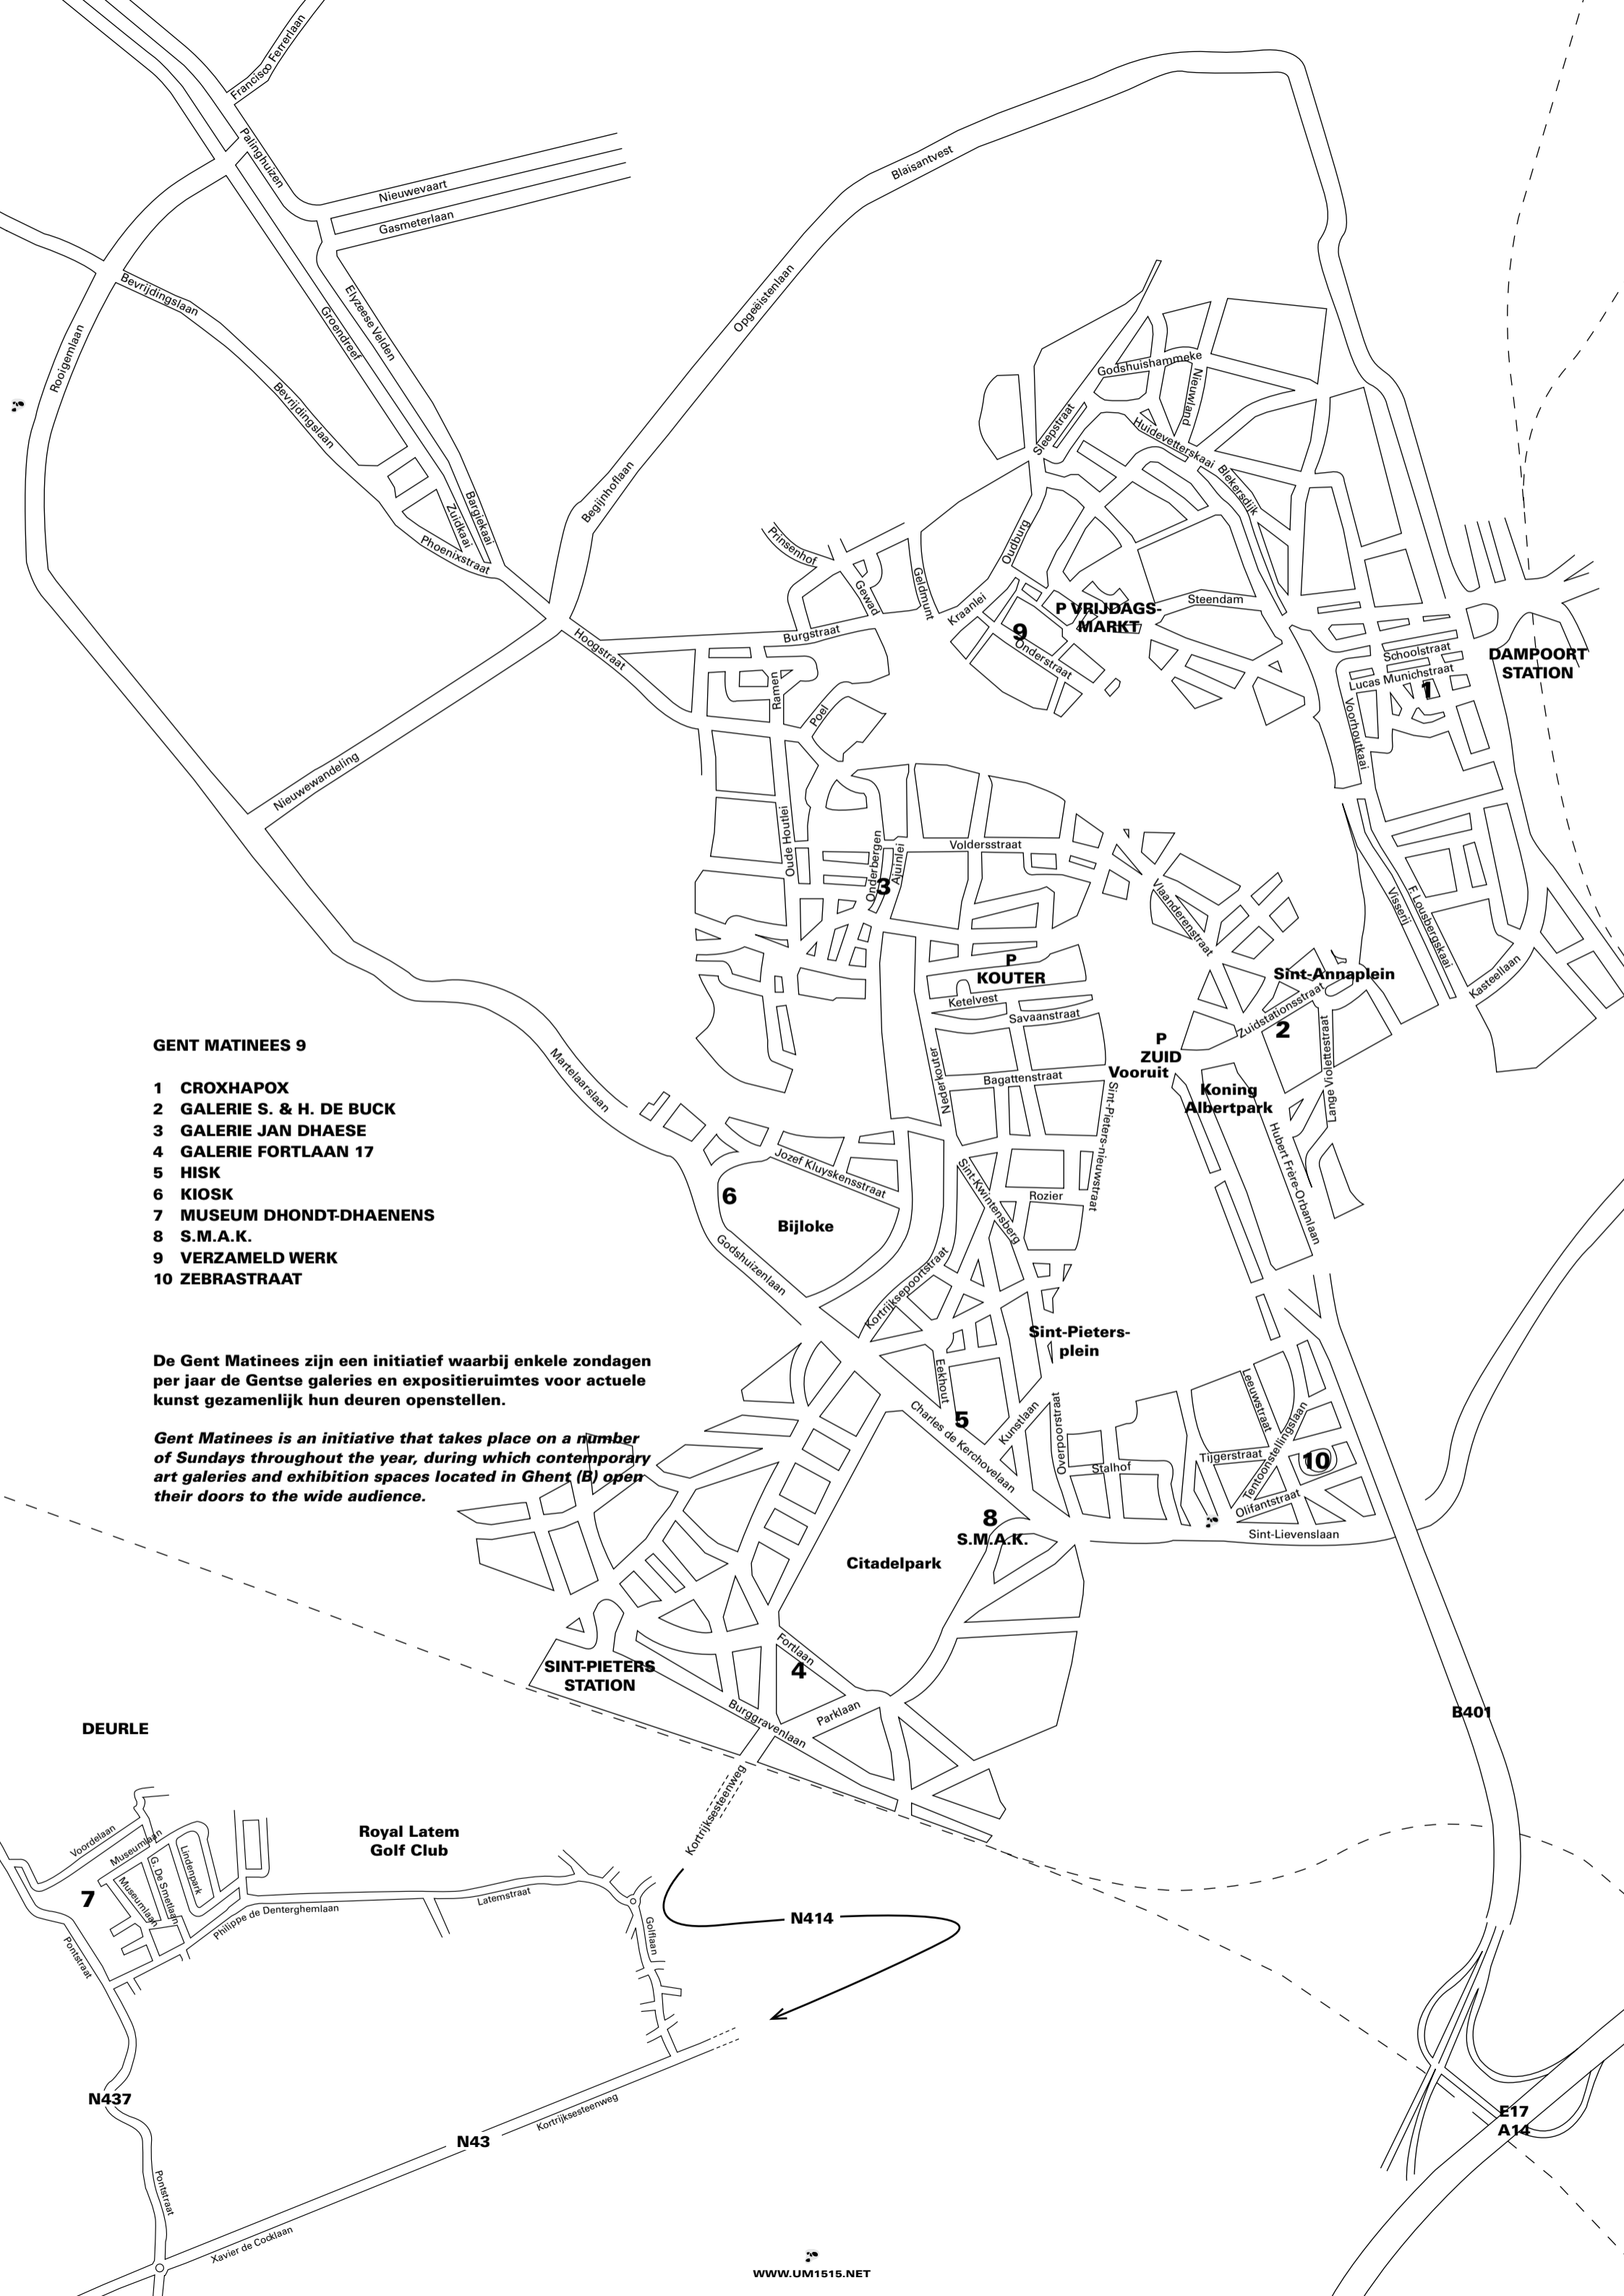 Francisco Ferrerlaan
Palinghuizen
Nieuwevaart
Gasmeterlaan
Blaisantvest
Bevrijdingslaan
Elyzeese Velden
Groendreef
Opgeëistenlaan
Rooigemlaan
Bevrijdingslaan
Godshuishammeke
Nieuwland
Sleepstraat
Huidevetterskaai
Blekersdijk
Begijnhoflaan
Bargiekaai
Zuidkaai
Phoenixstraat
Prinsenhof
Oudburg
Gewad
Geldmunt
Kraanlei
Steendam
P VRIJDAGS-
MARKT
9
Onderstraat
Burgstraat
Hoogstraat
Schoolstraat
Lucas Munichstraat
1
DAMPOORT
STATION
Ramen
Poel
Voorhoutkaai
Nieuwewandeling
Oude Houtlei
Onderbergen
Ajuinlei
3
Voldersstraat
Vlaanderenstraat
Visserij
F. Lousbergskaai
P
KOUTER
Ketelvest
Savaanstraat
Sint-Annaplein
Zuidstationsstraat
2
Kasteellaan
Lange Violettestraat
P
ZUID
Vooruit
Koning
Albertpark
Bagattenstraat
Nederkouter
Sint-Pieters-nieuwstraat
Hubert Frère-Orbanlaan
Martelaarslaan
GENT MATINEES 9
1 CROXHAPOX
2 GALERIE S. & H. DE BUCK
3 GALERIE JAN DHAESE
4 GALERIE FORTLAAN 17
5 HISK
6 KIOSK
7 MUSEUM DHONDT-DHAENENS
8 S.M.A.K.
9 VERZAMELD WERK
10 ZEBRASTRAAT
Jozef Kluyskensstraat
6
Bijloke
Godshuizenlaan
Sint-Kwintensberg
Rozier
Kortrijksepoortstraat
Sint-Pieters-
plein
De Gent Matinees zijn een initiatief waarbij enkele zondagen
per jaar de Gentse galeries en expositieruimtes voor actuele
kunst gezamenlijk hun deuren openstellen.
Gent Matinees is an initiative that takes place on a number
of Sundays throughout the year, during which contemporary
art galeries and exhibition spaces located in Ghent (B) open
their doors to the wide audience.
Eekhout
5
Charles de Kerchovelaan
Kunstlaan
Overpoorstraat
Stalhof
Leeuwstraat
Tentoonstellingslaan
Tijgerstraat
10
Olifantstraat
Sint-Lievenslaan
8
S.M.A.K.
Citadelpark
Fortlaan
4
SINT-PIETERS
STATION
Parklaan
Burggravenlaan
B401
Kortrijksesteenweg
DEURLE
Royal Latem
Golf Club
Voordelaan
Museumlaan
G. De Smetlaan
Lindenpark
Museumlaan
7
Philippe de Denterghemlaan
Latemstraat
Golflaan
Pontstraat
N414
N437
N43
Kortrijksesteenweg
E17
A14
Pontstraat
Xavier de Cocklaan
WWW.UM1515.NET